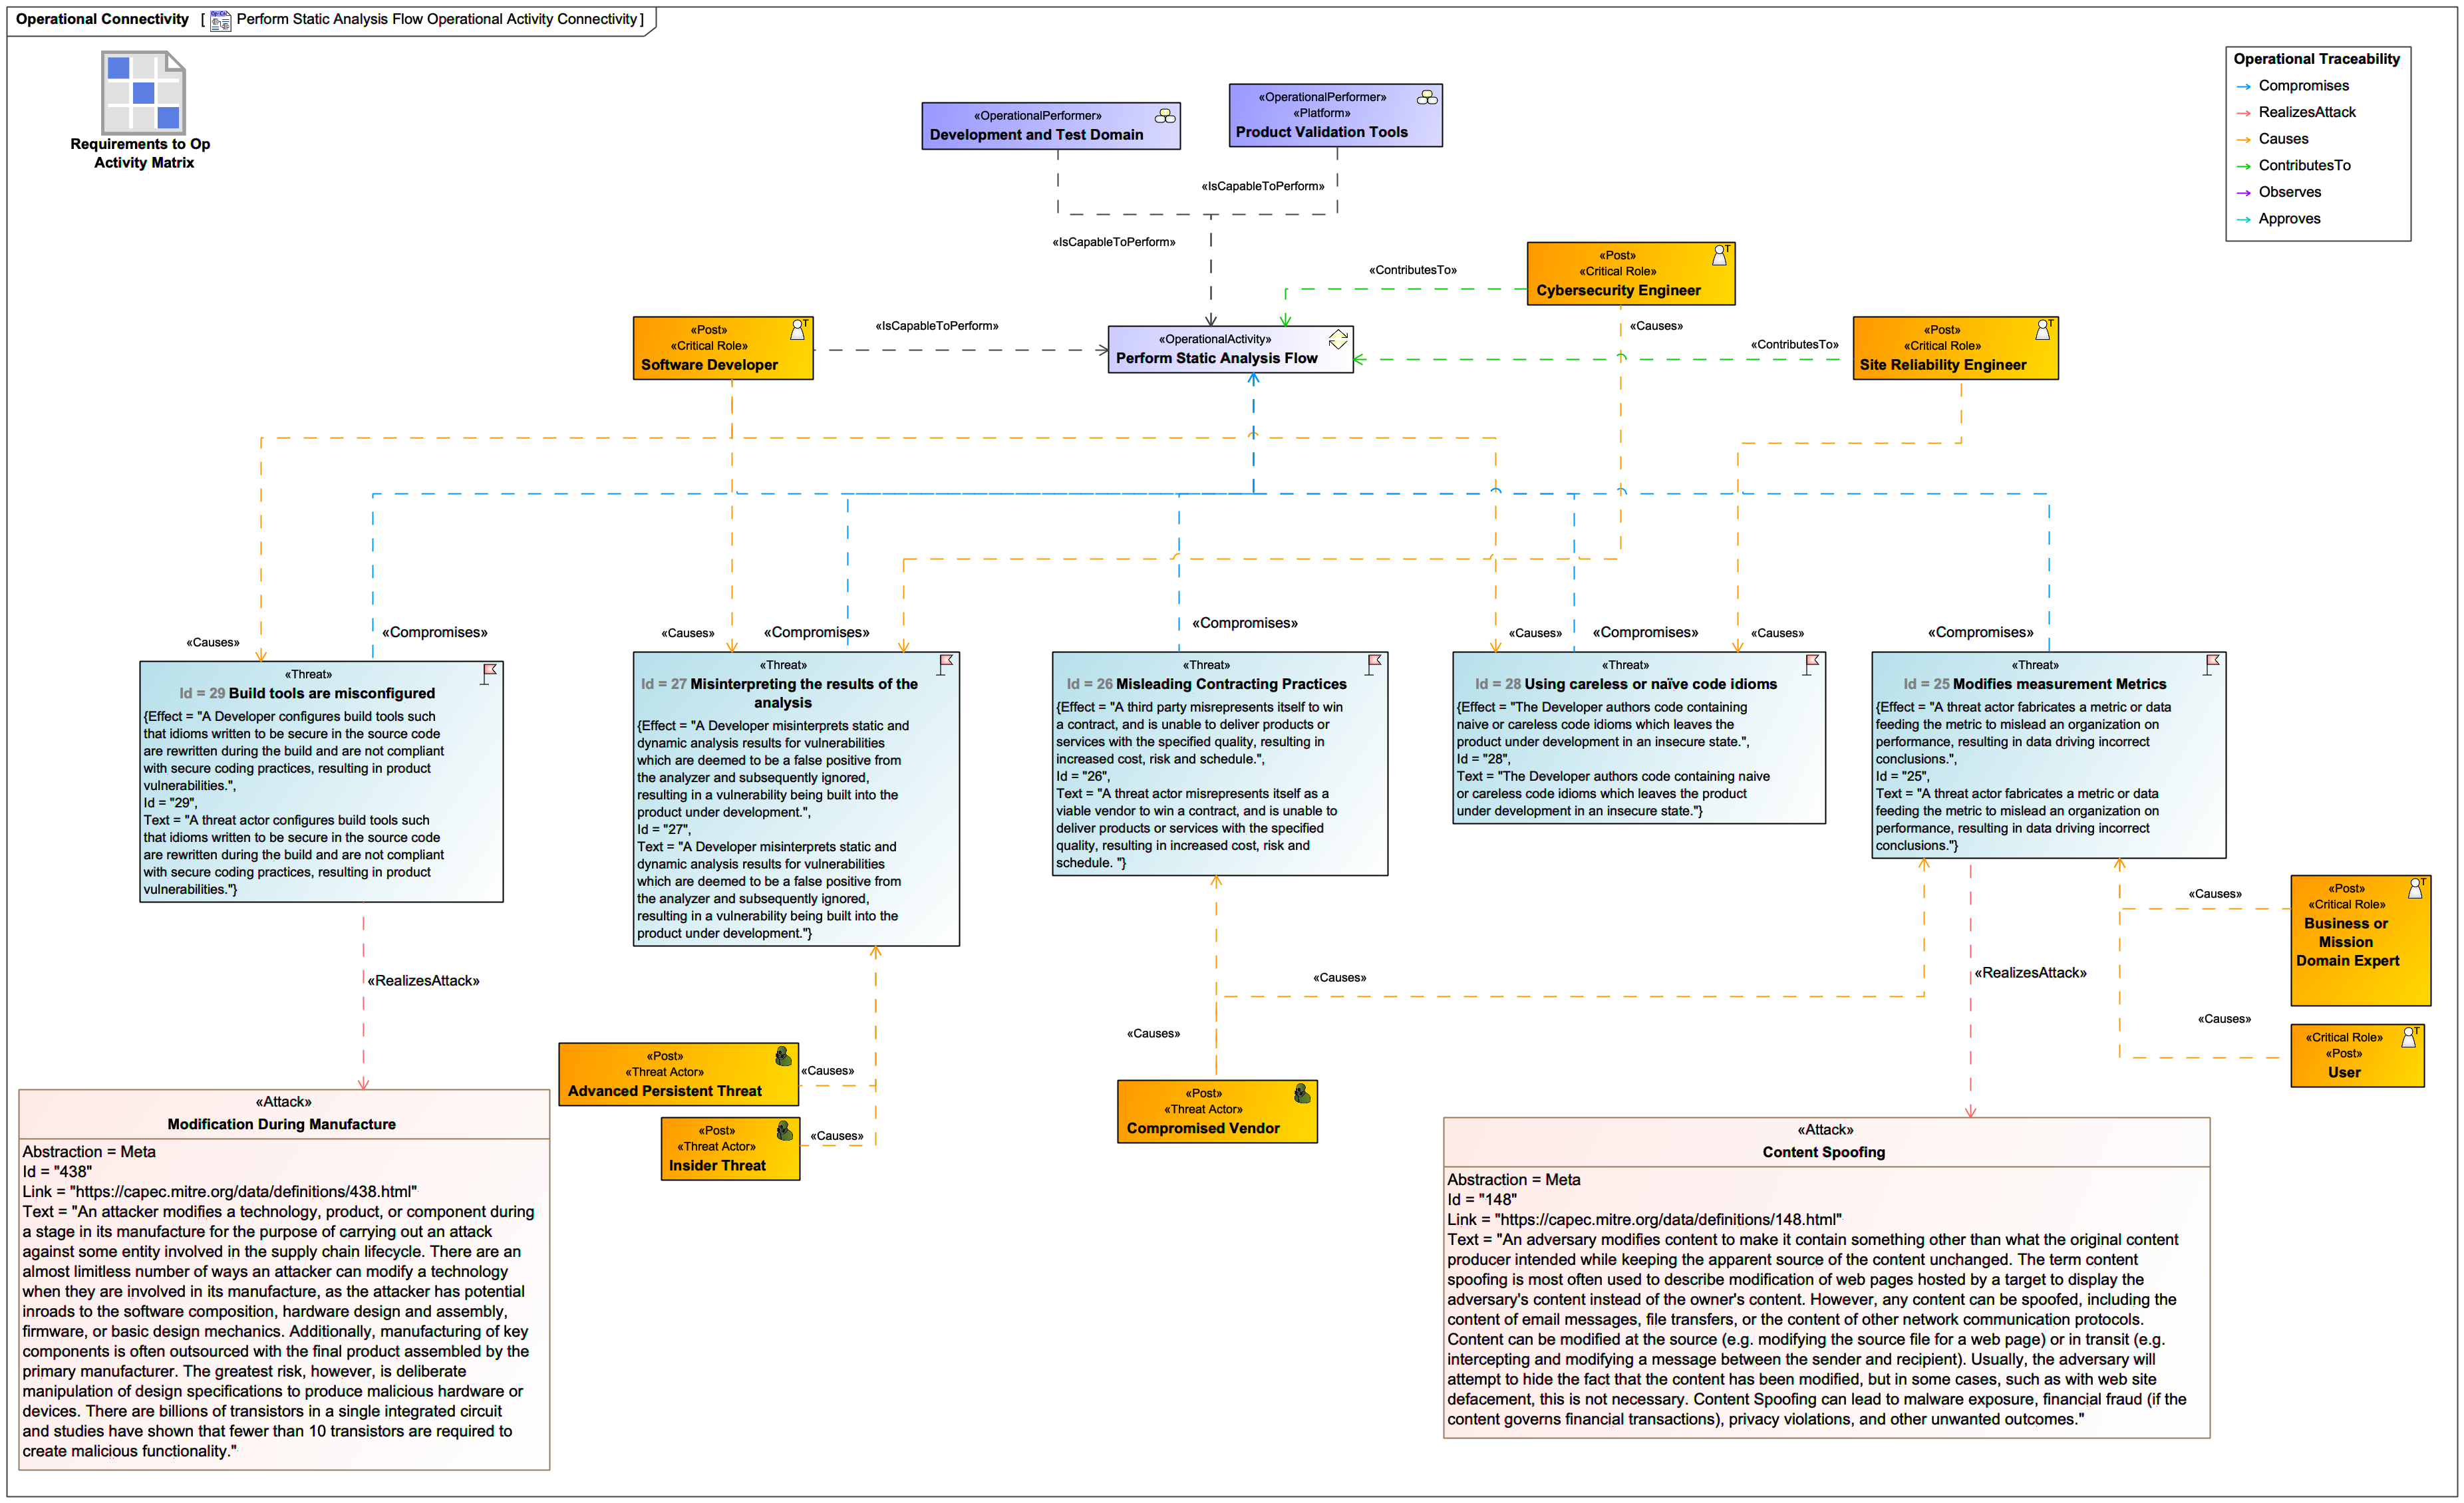 Operational Connectivity [ Perform Static Analysis Flow Operational Activity Connectivity ]
Requirements to Op
Activity Matrix
Operational Traceability
Compromises
RealizesAttack
Causes
ContributesTo
Observes
Approves
«OperationalPerformer»
Development and Test Domain
«OperationalPerformer»
«Platform»
Product Validation Tools
«IsCapableToPerform»
«IsCapableToPerform»
«ContributesTo»
«Post»
«Critical Role»
Cybersecurity Engineer
«Post»
«Critical Role»
Software Developer
«IsCapableToPerform»
«OperationalActivity»
Perform Static Analysis Flow
«Causes»
«ContributesTo»
«Post»
«Critical Role»
Site Reliability Engineer
«Causes»
«Compromises»
«Causes»
«Compromises»
«Compromises»
«Causes»
«Compromises»
«Causes»
«Compromises»
«Threat»
Id = 29 Build tools are misconfigured
{Effect = "A Developer configures build tools such
that idioms written to be secure in the source code
are rewritten during the build and are not compliant
with secure coding practices, resulting in product
vulnerabilities.",
Id = "29",
Text = "A threat actor configures build tools such
that idioms written to be secure in the source code
are rewritten during the build and are not compliant
with secure coding practices, resulting in product
vulnerabilities."}
«Threat»
Id = 27 Misinterpreting the results of the
analysis
{Effect = "A Developer misinterprets static and
dynamic analysis results for vulnerabilities
which are deemed to be a false positive from
the analyzer and subsequently ignored,
resulting in a vulnerability being built into the
product under development.",
Id = "27",
Text = "A Developer misinterprets static and
dynamic analysis results for vulnerabilities
which are deemed to be a false positive from
the analyzer and subsequently ignored,
resulting in a vulnerability being built into the
product under development."}
«Threat»
Id = 26 Misleading Contracting Practices
{Effect = "A third party misrepresents itself to win
a contract, and is unable to deliver products or
services with the specified quality, resulting in
increased cost, risk and schedule.",
Id = "26",
Text = "A threat actor misrepresents itself as a
viable vendor to win a contract, and is unable to
deliver products or services with the specified
quality, resulting in increased cost, risk and
schedule. "}
«Threat»
Id = 28 Using careless or naïve code idioms
{Effect = "The Developer authors code containing
naive or careless code idioms which leaves the
product under development in an insecure state.",
Id = "28",
Text = "The Developer authors code containing naive
or careless code idioms which leaves the product
under development in an insecure state."}
«Threat»
Id = 25 Modifies measurement Metrics
{Effect = "A threat actor fabricates a metric or data
feeding the metric to mislead an organization on
performance, resulting in data driving incorrect
conclusions.",
Id = "25",
Text = "A threat actor fabricates a metric or data
feeding the metric to mislead an organization on
performance, resulting in data driving incorrect
conclusions."}
«RealizesAttack»
«Causes»
«Causes»
«RealizesAttack»
«Causes»
«Post»
«Critical Role»
Business or
Mission
Domain Expert
«Causes»
«Critical Role»
«Post»
User
«Post»
«Threat Actor»
Advanced Persistent Threat
«Causes»
«Post»
«Threat Actor»
Insider Threat
«Causes»
«Post»
«Threat Actor»
Compromised Vendor
«Attack»
Modification During Manufacture
Abstraction = Meta
Id = "438"
Link = "https://capec.mitre.org/data/definitions/438.html"
Text = "An attacker modifies a technology, product, or component during
a stage in its manufacture for the purpose of carrying out an attack
against some entity involved in the supply chain lifecycle. There are an
almost limitless number of ways an attacker can modify a technology
when they are involved in its manufacture, as the attacker has potential
inroads to the software composition, hardware design and assembly,
firmware, or basic design mechanics. Additionally, manufacturing of key
components is often outsourced with the final product assembled by the
primary manufacturer. The greatest risk, however, is deliberate
manipulation of design specifications to produce malicious hardware or
devices. There are billions of transistors in a single integrated circuit
and studies have shown that fewer than 10 transistors are required to
create malicious functionality."
«Attack»
Content Spoofing
Abstraction = Meta
Id = "148"
Link = "https://capec.mitre.org/data/definitions/148.html"
Text = "An adversary modifies content to make it contain something other than what the original content
producer intended while keeping the apparent source of the content unchanged. The term content
spoofing is most often used to describe modification of web pages hosted by a target to display the
adversary's content instead of the owner's content. However, any content can be spoofed, including the
content of email messages, file transfers, or the content of other network communication protocols.
Content can be modified at the source (e.g. modifying the source file for a web page) or in transit (e.g.
intercepting and modifying a message between the sender and recipient). Usually, the adversary will
attempt to hide the fact that the content has been modified, but in some cases, such as with web site
defacement, this is not necessary. Content Spoofing can lead to malware exposure, financial fraud (if the
content governs financial transactions), privacy violations, and other unwanted outcomes."